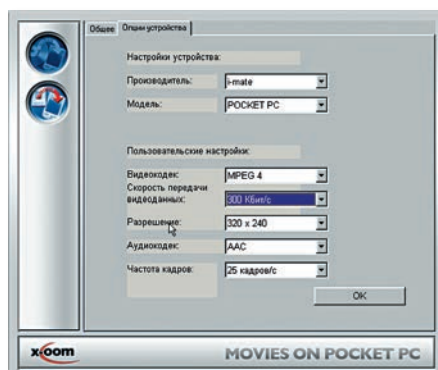 Общее Опции устройства
Настройки устройства:
Производитель: i-mate
Модель: POCKET PC
Пользовательские настройки:
Видеокодек: MPEG 4
Скорость передачи
видеоданных: 300 Кбит/с
Разрешение: 320 x 240
Аудиокодек: AAC
Частота кадров: 25 кадров/с
OK
x-oom MOVIES ON POCKET PC